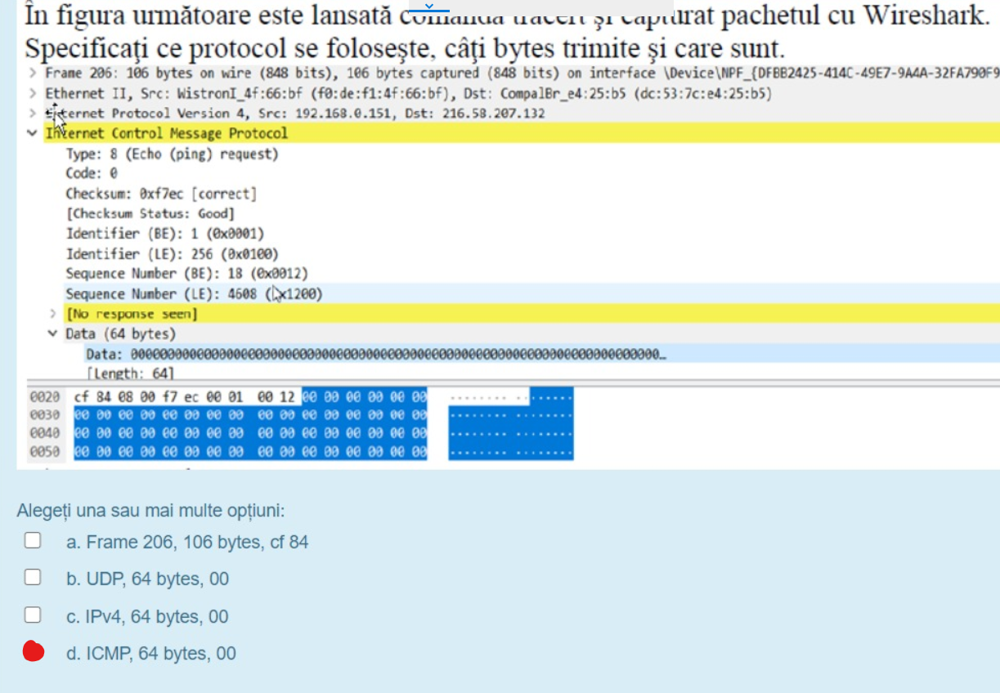 În figura următoare este lansată comanda tracert și capturat pachetul cu Wireshark.
Specificați ce protocol se folosește, câți bytes trimite și care sunt.
> Frame 206: 106 bytes on wire (848 bits), 106 bytes captured (848 bits) on interface \Device\NPF_{DFBB2425-414C-49E7-9A4A-32FA790F9
> Ethernet II, Src: WistronI_4f:66:bf (f0:de:f1:4f:66:bf), Dst: CompalBr_e4:25:b5 (dc:53:7c:e4:25:b5)
> Internet Protocol Version 4, Src: 192.168.0.151, Dst: 216.58.207.132
Internet Control Message Protocol
Type: 8 (Echo (ping) request)
Code: 0
Checksum: 0xf7ec [correct]
[Checksum Status: Good]
Identifier (BE): 1 (0x0001)
Identifier (LE): 256 (0x0100)
Sequence Number (BE): 18 (0x0012)
Sequence Number (LE): 4608 (0x1200)
> [No response seen]
Data (64 bytes)
Data:
[Length: 64]
0020 cf 84 08 00 f7 ec 00 01 00 12 00 00 00 00 00 00 ........ ........
0030 00 00 00 00 00 00 00 00 00 00 00 00 00 00 00 00 ........ ........
0040 00 00 00 00 00 00 00 00 00 00 00 00 00 00 00 00 ........ ........
0050 00 00 00 00 00 00 00 00 00 00 00 00 00 00 00 00 ........ ........
Alegeți una sau mai multe opțiuni:
a. Frame 206, 106 bytes, cf 84
b. UDP, 64 bytes, 00
c. IPv4, 64 bytes, 00
d. ICMP, 64 bytes, 00